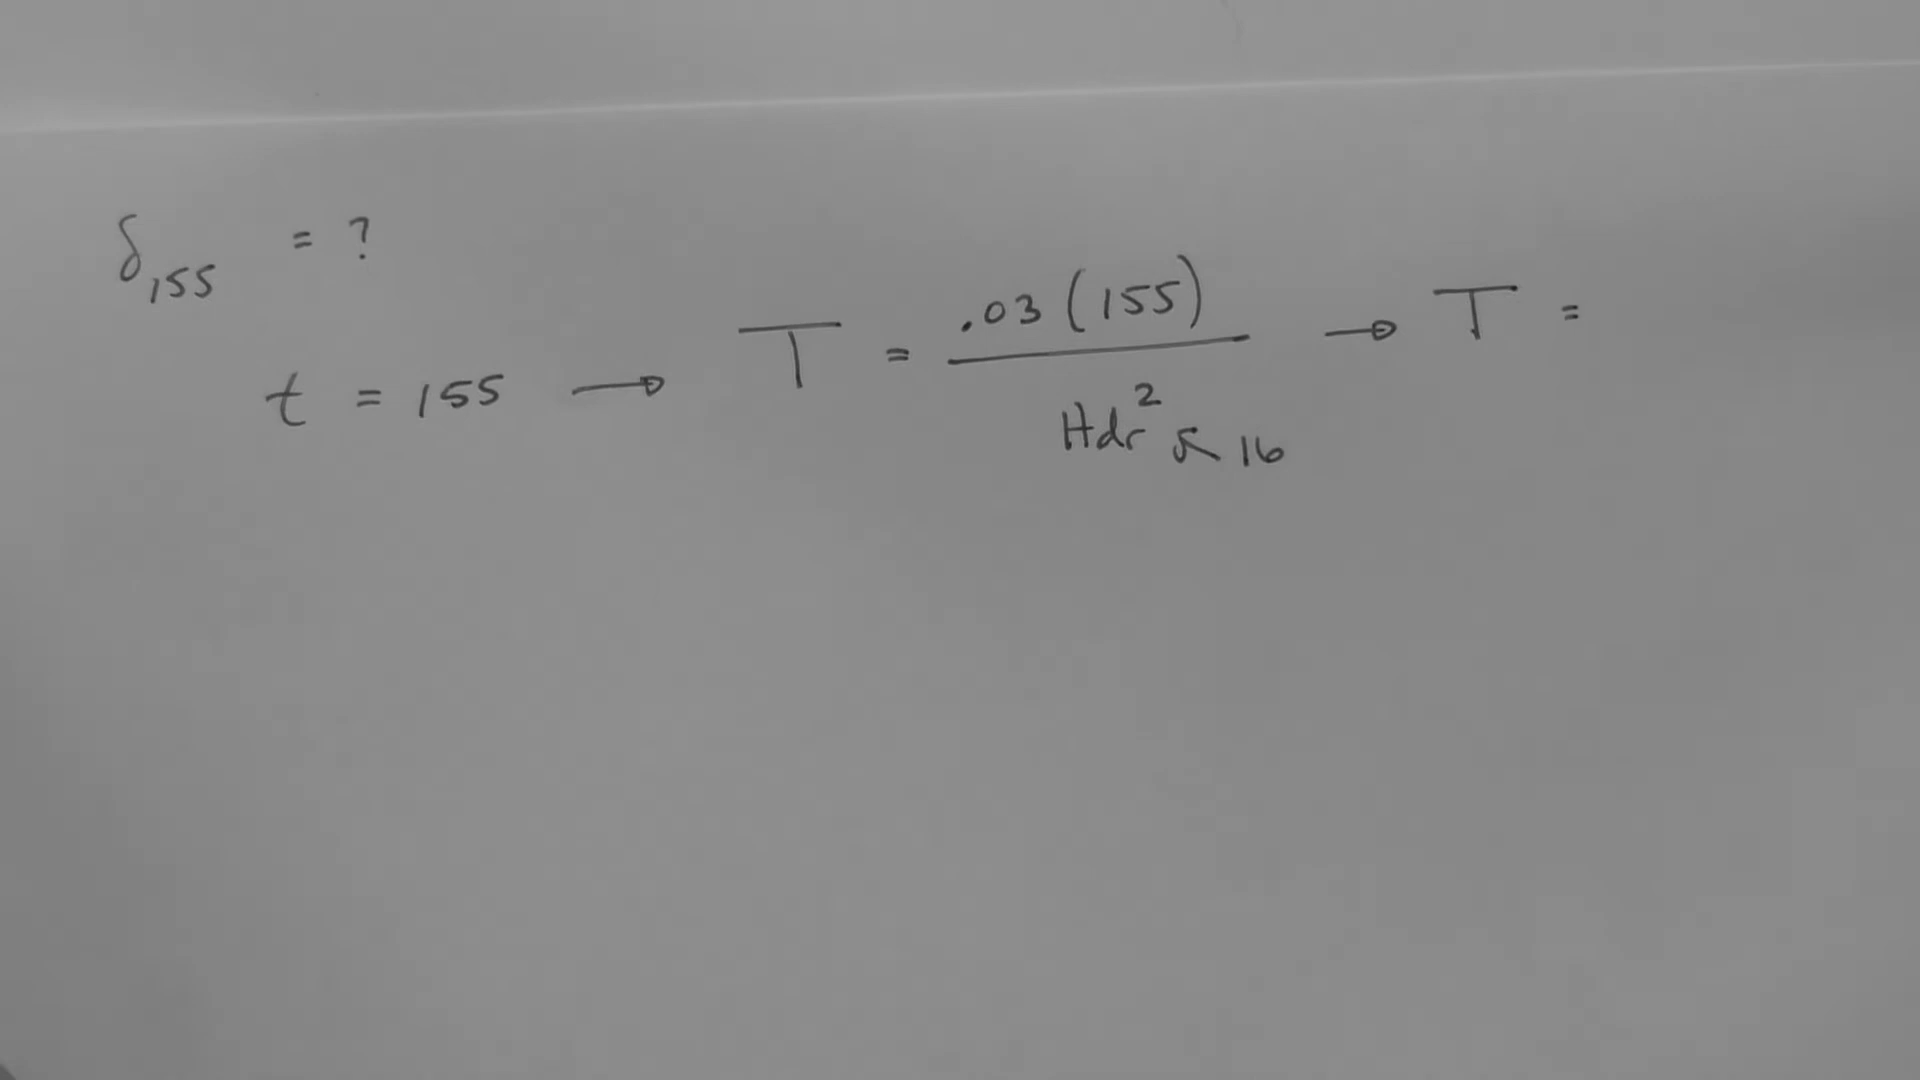 δ155 = ?
t = 155 → T = .03 (155) / Hdr² ↖ 16 → T =